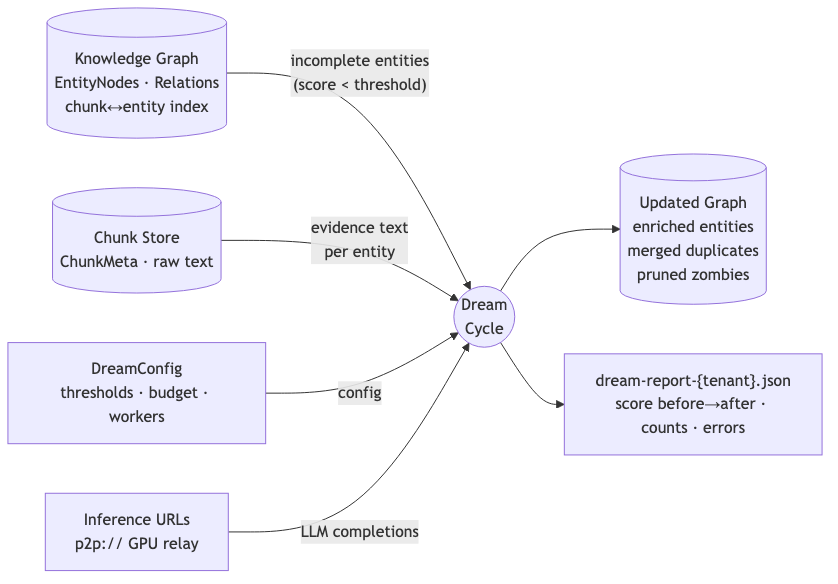 Knowledge Graph
EntityNodes · Relations
chunk↔entity index
incomplete entities
(score < threshold)
Chunk Store
ChunkMeta · raw text
evidence text
per entity
DreamConfig
thresholds · budget ·
workers
config
Inference URLs
p2p:// GPU relay
LLM completions
Dream
Cycle
Updated Graph
enriched entities
merged duplicates
pruned zombies
dream-report-{tenant}.json
score before→after ·
counts · errors